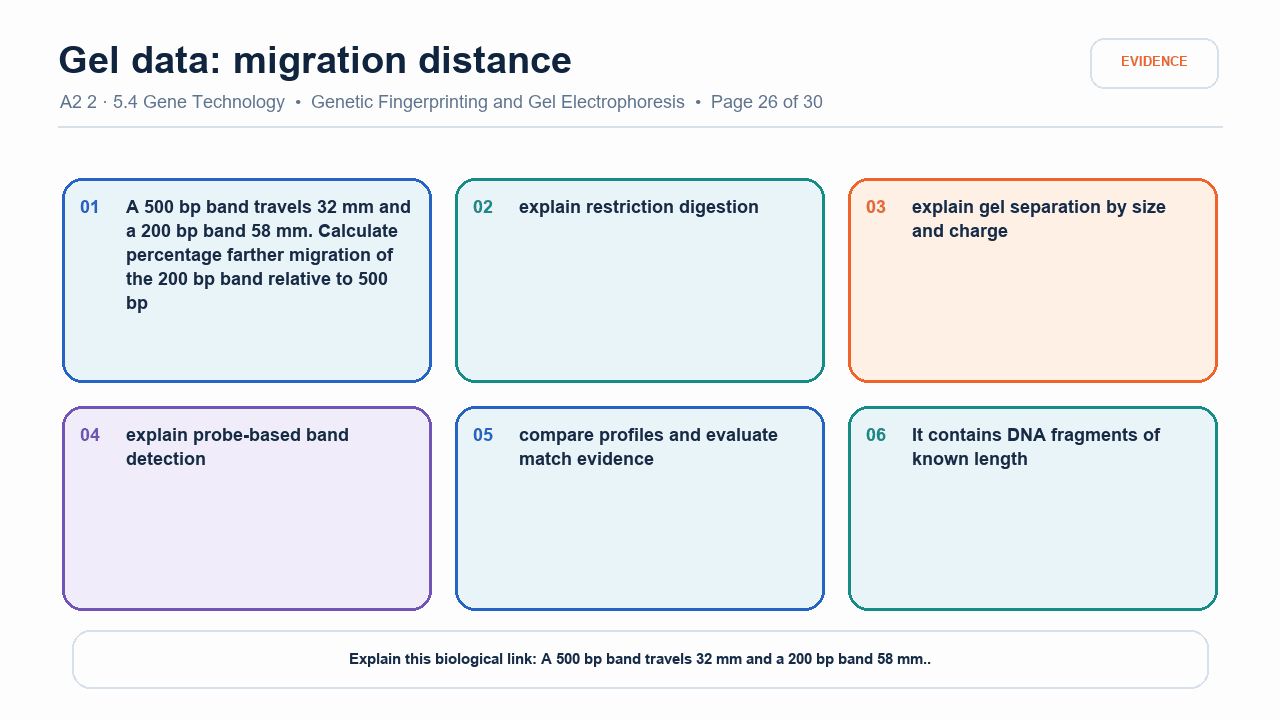 Gel data: migration distance
EVIDENCE
A2 2 · 5.4 Gene Technology • Genetic Fingerprinting and Gel Electrophoresis • Page 26 of 30
01
A 500 bp band travels 32 mm and
a 200 bp band 58 mm. Calculate
percentage farther migration of
the 200 bp band relative to 500
bp
02
explain restriction digestion
03
explain gel separation by size
and charge
04
explain probe-based band
detection
05
compare profiles and evaluate
match evidence
06
It contains DNA fragments of
known length
Explain this biological link: A 500 bp band travels 32 mm and a 200 bp band 58 mm..